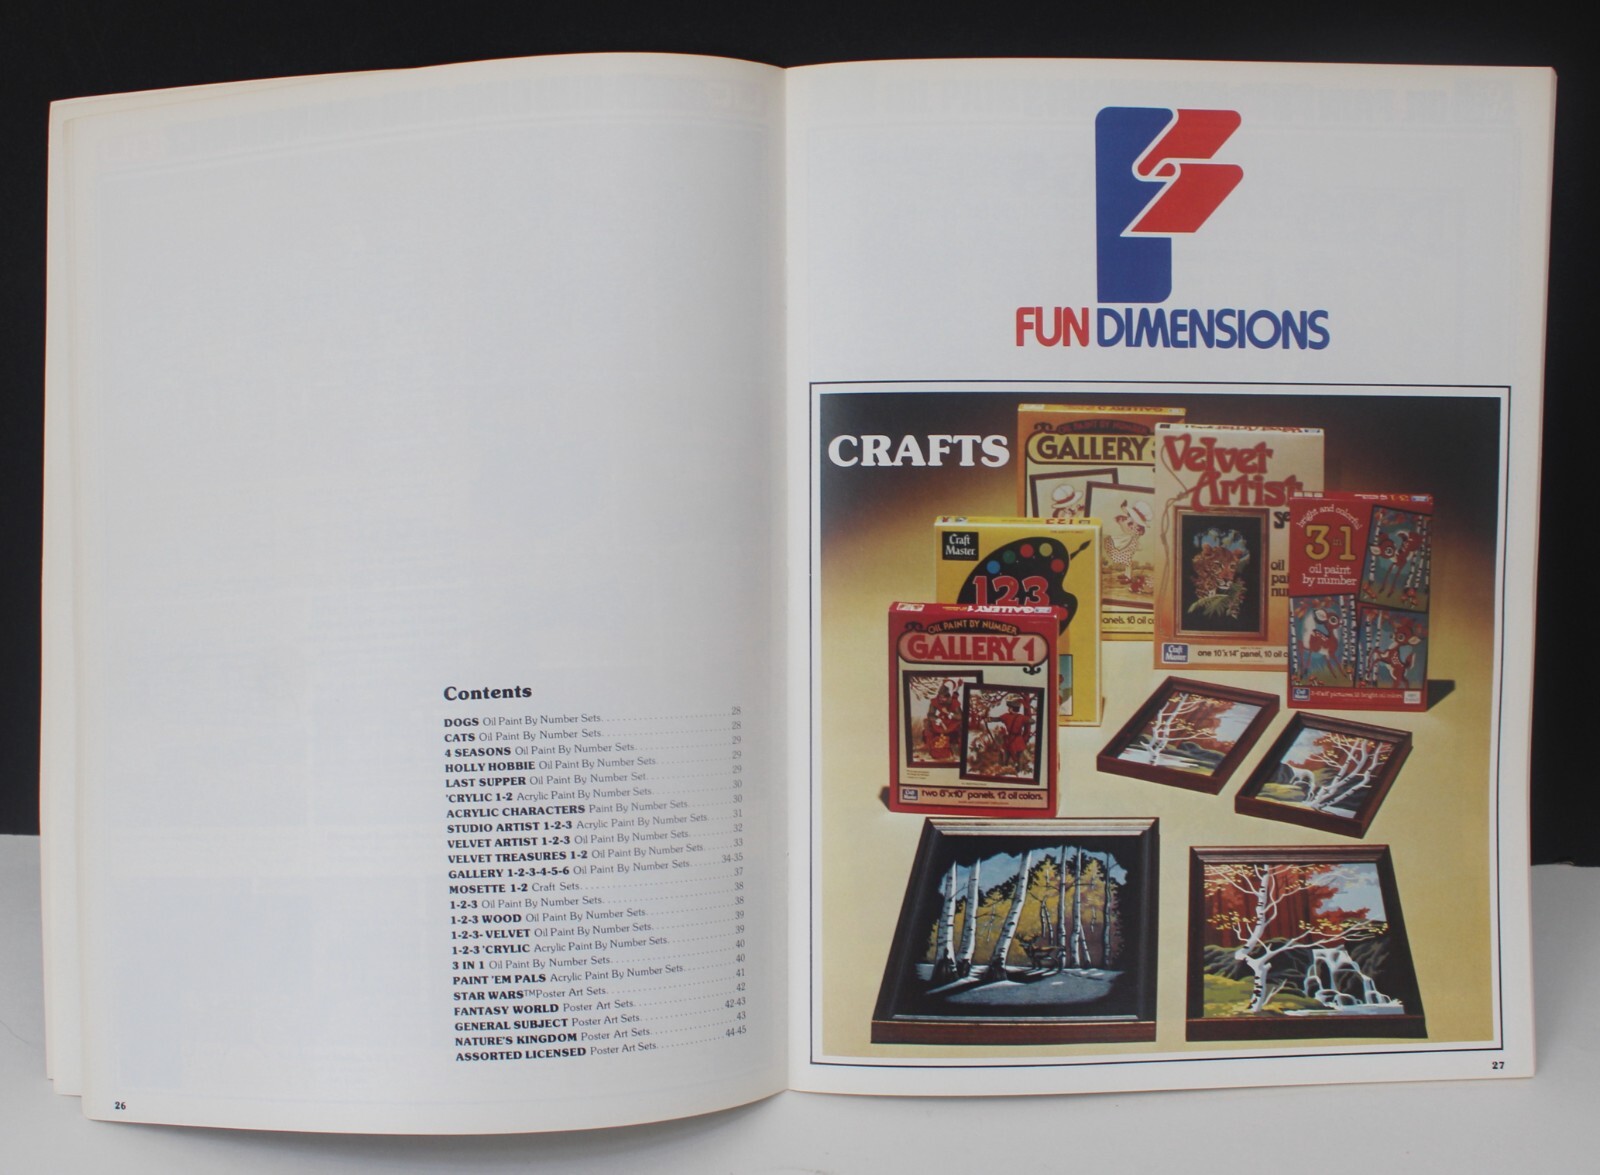 Contents
DOGS Oil Paint By Number Sets. . . . . . . . . . 28
CATS Oil Paint By Number Sets. . . . . . . . . . 28
4 SEASONS Oil Paint By Number Sets. . . . . . . . . . 29
HOLLY HOBBIE Oil Paint By Number Sets. . . . . . . . . . 29
LAST SUPPER Oil Paint By Number Set. . . . . . . . . . 29
'CRYLIC 1-2 Acrylic Paint By Number Sets. . . . . . . . . . 30
ACRYLIC CHARACTERS Paint By Number Sets. . . . . . . . . . 30
STUDIO ARTIST 1-2-3 Acrylic Paint By Number Sets. . . . . . . . . . 31
VELVET ARTIST 1-2-3 Oil Paint By Number Sets. . . . . . . . . . 32
VELVET TREASURES 1-2 Oil Paint By Number Sets. . . . . . . . . . 33
GALLERY 1-2-3-4-5-6 Oil Paint By Number Sets. . . . . . . . . . 34-35
MOSETTE 1-2 Craft Sets. . . . . . . . . . 37
1-2-3 Oil Paint By Number Sets. . . . . . . . . . 38
1-2-3 WOOD Oil Paint By Number Sets. . . . . . . . . . 38
1-2-3- VELVET Oil Paint By Number Sets. . . . . . . . . . 39
1-2-3 'CRYLIC Acrylic Paint By Number Sets. . . . . . . . . . 39
3 IN 1 Oil Paint By Number Sets. . . . . . . . . . 40
PAINT 'EM PALS Acrylic Paint By Number Sets. . . . . . . . . . 40
STAR WARS™Poster Art Sets. . . . . . . . . . 41
FANTASY WORLD Poster Art Sets. . . . . . . . . . 42
GENERAL SUBJECT Poster Art Sets. . . . . . . . . . 42-43
NATURE'S KINGDOM Poster Art Sets. . . . . . . . . . 43
ASSORTED LICENSED Poster Art Sets. . . . . . . . . . 44-45
26
FUN DIMENSIONS
CRAFTS
OIL PAINT BY NUMBER
GALLERY
Velvet
Artist
oil
one 10"x14" panel, 10 oil
Craft
Master
bright and colorful
3 in 1
oil paint
by number
Craft
Master
123
OIL PAINT BY NUMBER
GALLERY 1
two 8"x10" panels. 12 oil colors.
27